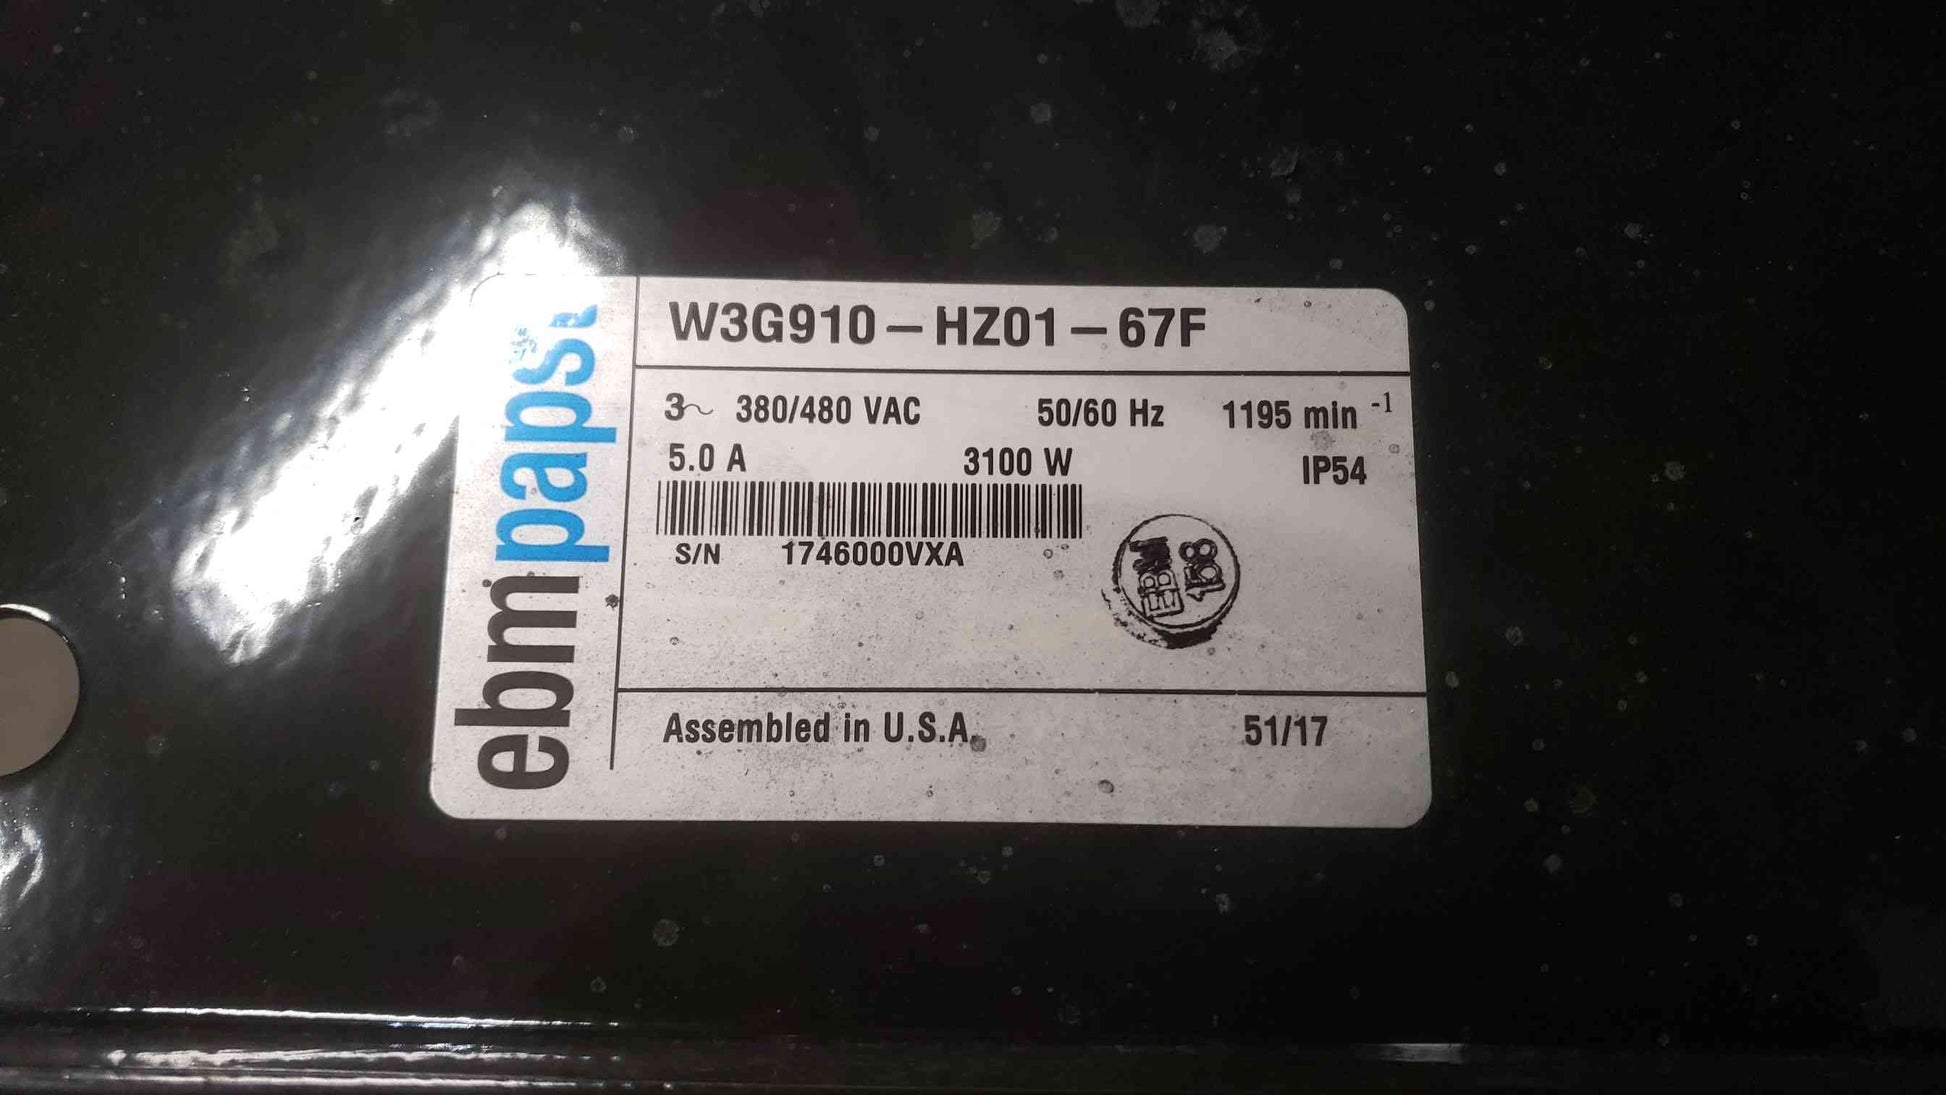 ebmpapst
W3G910-HZ01-67F
3~ 380/480 VAC 50/60 Hz 1195 min -1
5.0 A 3100 W IP54
S/N 1746000VXA
Assembled in U.S.A. 51/17